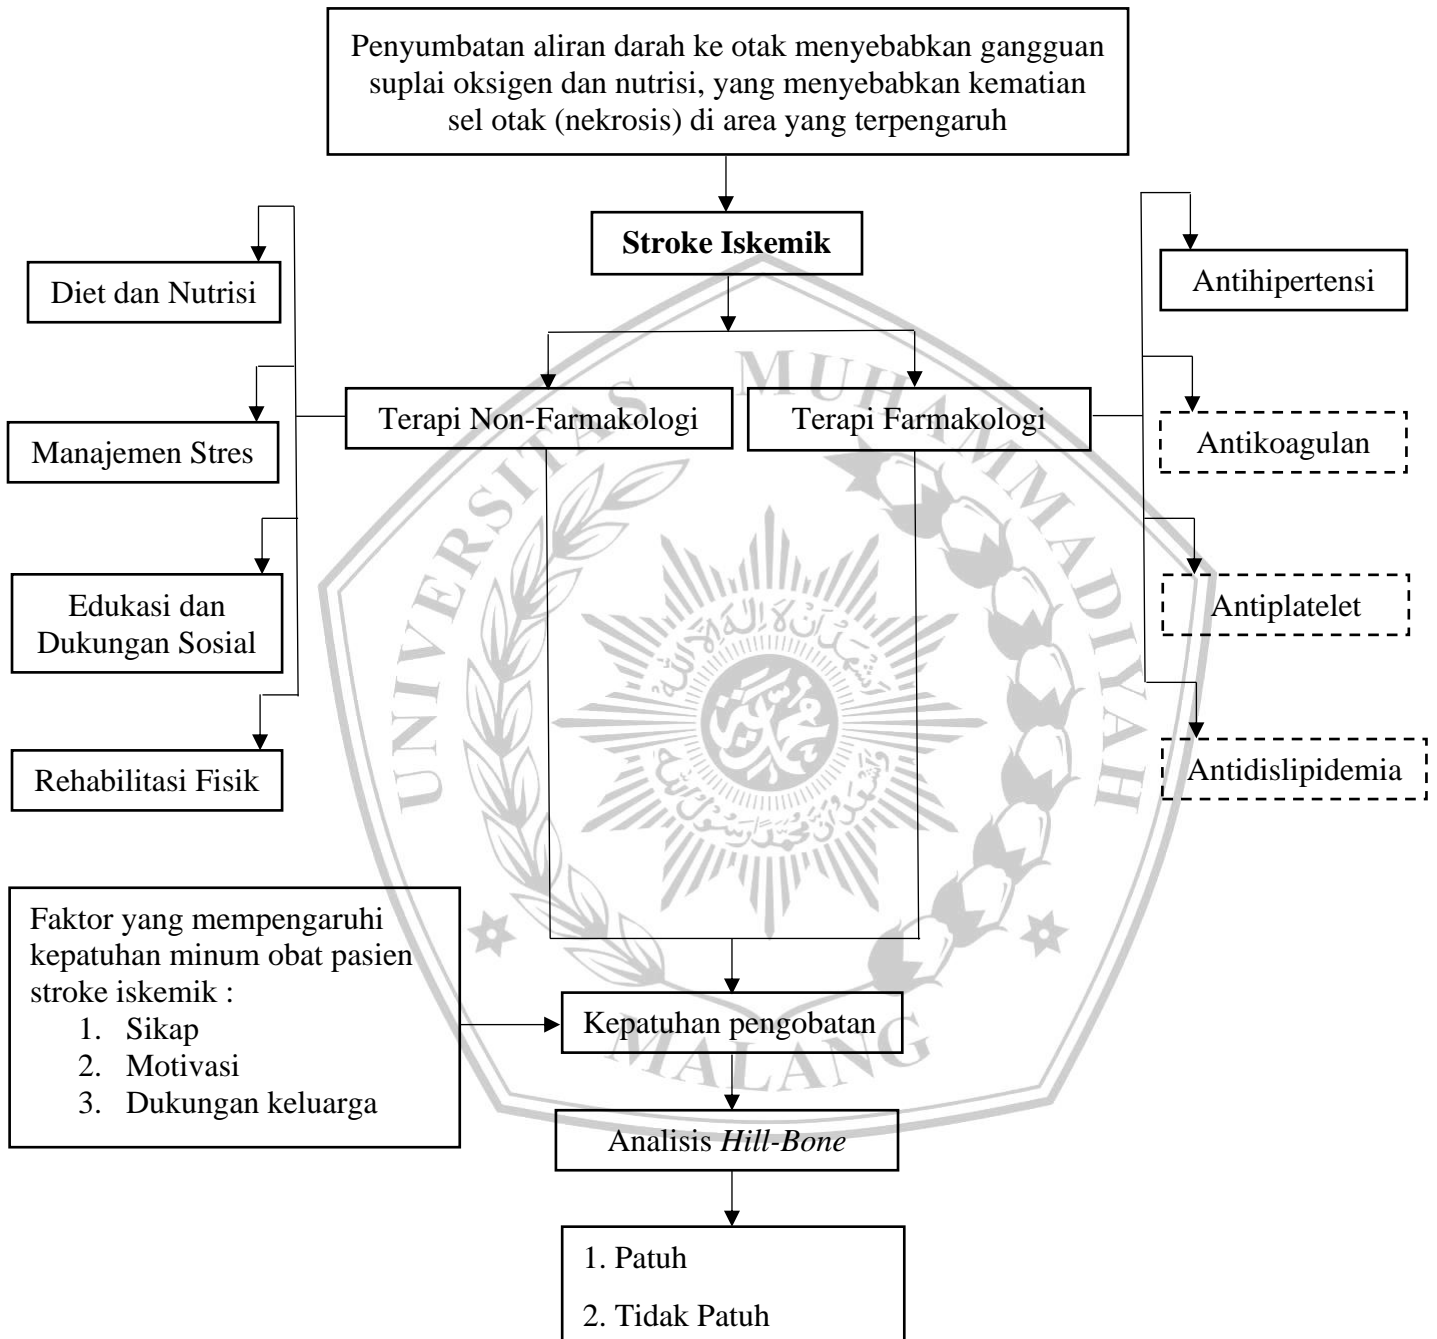 Penyumbatan aliran darah ke otak menyebabkan gangguan
suplai oksigen dan nutrisi, yang menyebabkan kematian
sel otak (nekrosis) di area yang terpengaruh
Stroke Iskemik
Diet dan Nutrisi
Antihipertensi
Terapi Non-Farmakologi
Terapi Farmakologi
Manajemen Stres
Antikoagulan
Edukasi dan
Dukungan Sosial
Antiplatelet
Rehabilitasi Fisik
Antidislipidemia
UNIVERSITAS MUHAMMADIYAH
MALANG
Faktor yang mempengaruhi
kepatuhan minum obat pasien
stroke iskemik :
1. Sikap
2. Motivasi
3. Dukungan keluarga
Kepatuhan pengobatan
Analisis Hill-Bone
1. Patuh
2. Tidak Patuh